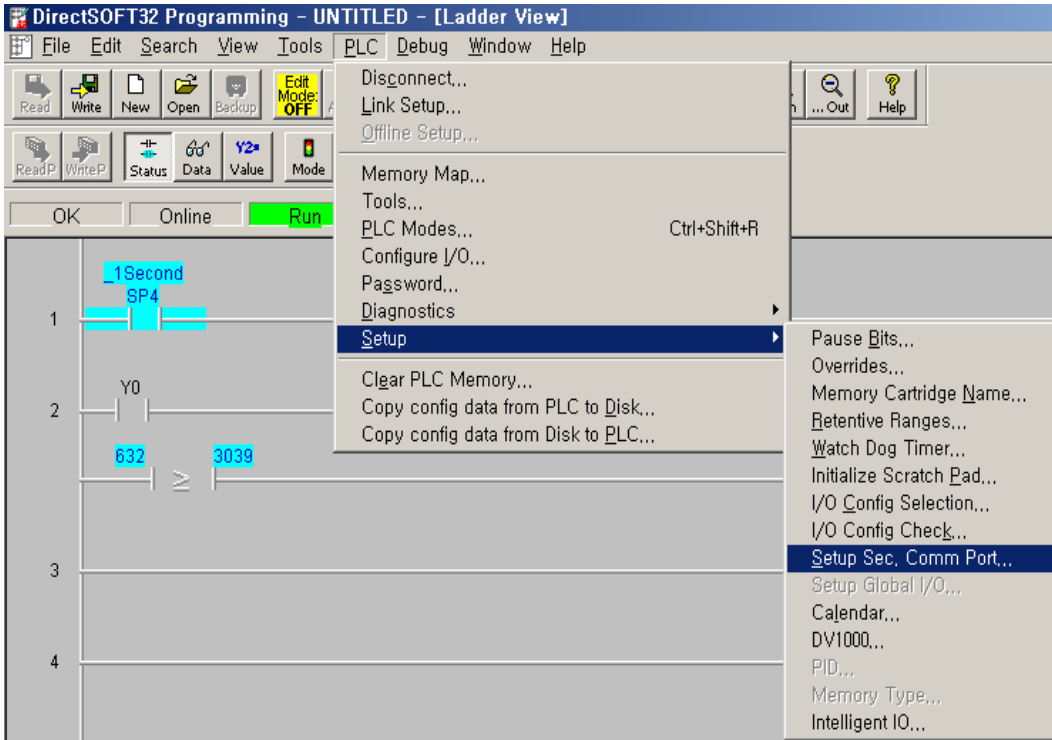 DirectSOFT32 Programming - UNTITLED - [Ladder View]
File Edit Search View Tools PLC Debug Window Help
Read Write New Open Backup Edit Mode: OFF ... Out Help
ReadP WriteP Status Data Y2= Value Mode
OK Online Run
Disconnect...
Link Setup...
Offline Setup...
Memory Map...
Tools...
PLC Modes... Ctrl+Shift+R
Configure I/O...
Password...
Diagnostics
Setup
Clear PLC Memory...
Copy config data from PLC to Disk...
Copy config data from Disk to PLC...
Pause Bits...
Overrides...
Memory Cartridge Name...
Retentive Ranges...
Watch Dog Timer...
Initialize Scratch Pad...
I/O Config Selection...
I/O Config Check...
Setup Sec. Comm Port...
Setup Global I/O...
Calendar...
DV1000...
PID...
Memory Type...
Intelligent IO...
_1Second
SP4
1
Y0
2
632 ≥ 3039
3
4